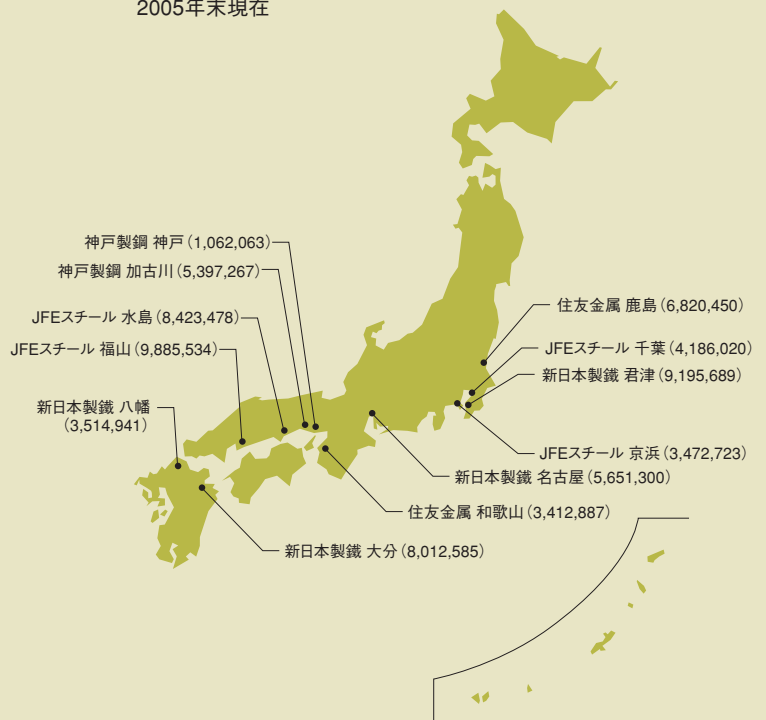 2005年末現在
神戸製鋼 神戸（1,062,063）
神戸製鋼 加古川（5,397,267）
JFEスチール 水島（8,423,478）
JFEスチール 福山（9,885,534）
新日本製鐵 八幡
（3,514,941）
住友金属 鹿島（6,820,450）
JFEスチール 千葉（4,186,020）
新日本製鐵 君津（9,195,689）
JFEスチール 京浜（3,472,723）
新日本製鐵 名古屋（5,651,300）
住友金属 和歌山（3,412,887）
新日本製鐵 大分（8,012,585）